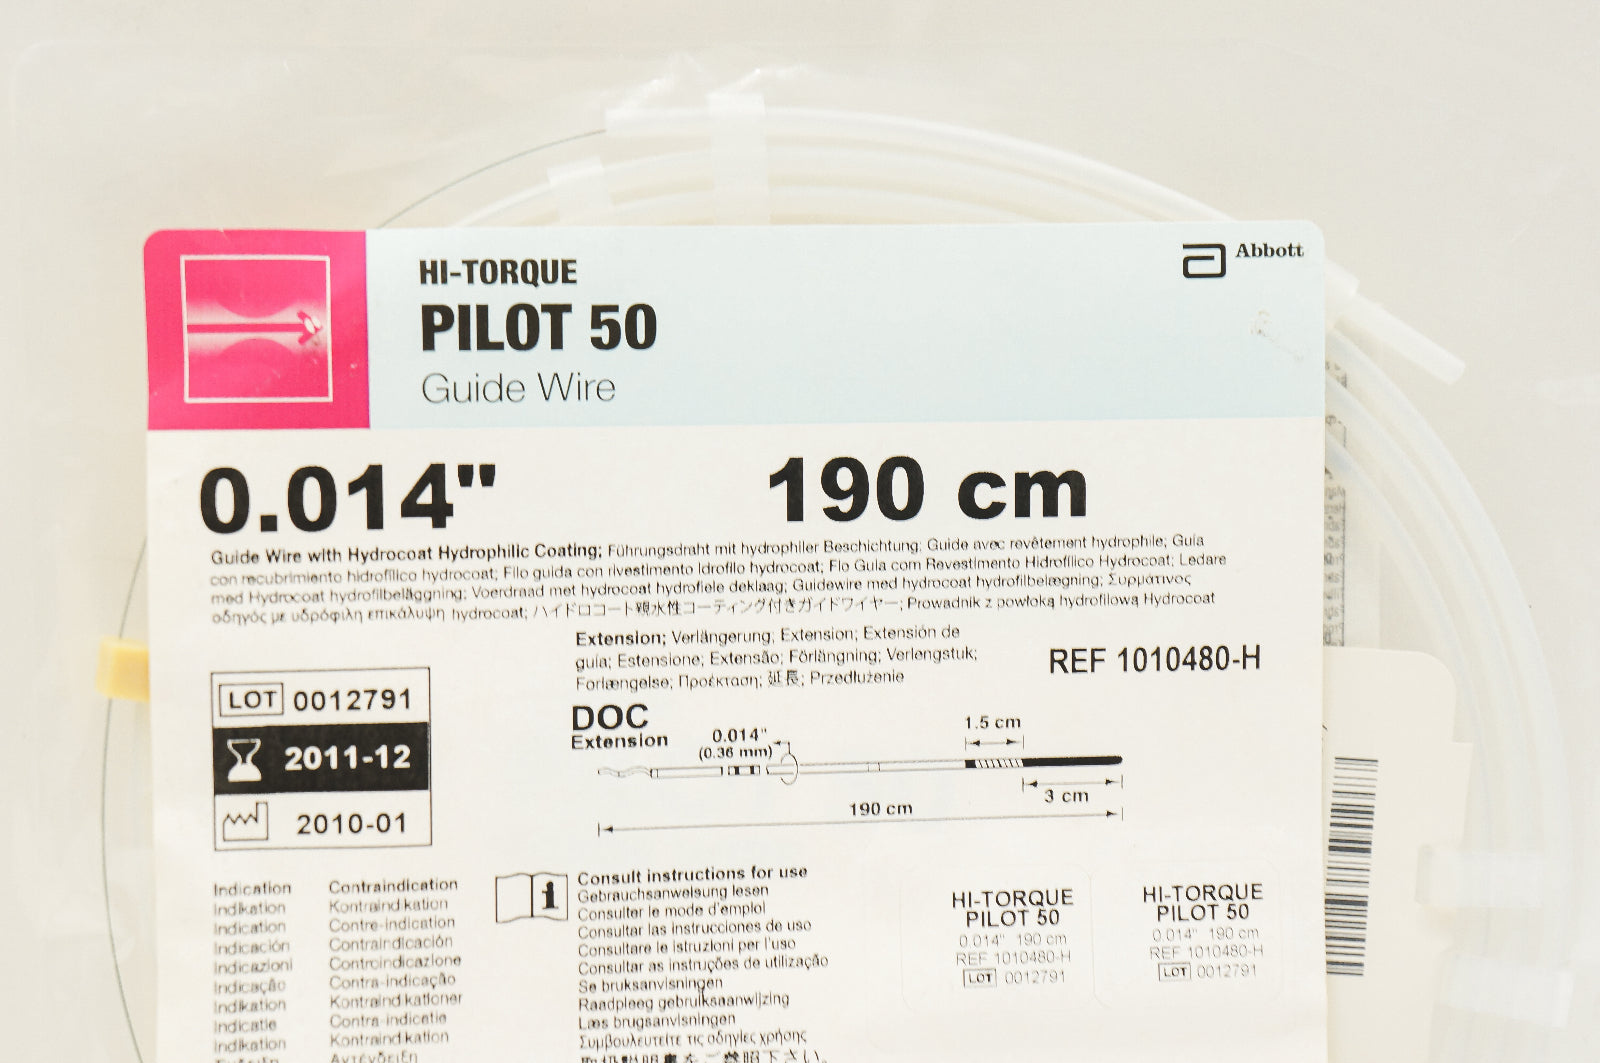 HI-TORQUE
PILOT 50
Guide Wire
Abbott
0.014"
190 cm
Guide Wire with Hydrocoat Hydrophilic Coating; Führungsdraht mit hydrophiler Beschichtung; Guide avec revêtement hydrophile; Guia
con recubrimiento hidrofílico hydrocoat; Filo guida con rivestimento Idrofilo hydrocoat; Fio Guia com Revestimento Hidrofílico Hydrocoat; Ledare
med Hydrocoat hydrofilbeläggning; Voerdraad met hydrocoat hydrofiele deklaag; Guidewire med hydrocoat hydrofilbelægning; Συρμάτινος
οδηγός με υδρόφιλη επικάλυψη hydrocoat; ハイドロコート親水性コーティング付きガイドワイヤー; Prowadnik z powłoką hydrofilową Hydrocoat
Extension; Verlängerung; Extension; Extensión de
guía; Estensione; Extensão; Förlängning; Verlengstuk;
Forlængelse; Προέκταση; 延長; Przedłużenie
REF 1010480-H
LOT 0012791
2011-12
2010-01
DOC
Extension
0.014"
(0.36 mm)
1.5 cm
3 cm
190 cm
Indication
Indikation
Indication
Indicación
Indicazioni
Indicação
Indikation
Indicatie
Indikation
Contraindication
Kontraindikation
Contre-indication
Contraindicación
Controindicazione
Contra-indicação
Kontraindikationer
Contra-indicatie
Kontraindikation
Αντένδειξη
i
Consult instructions for use
Gebrauchsanweisung lesen
Consulter le mode d'emploi
Consultar las instrucciones de uso
Consultare le istruzioni per l'uso
Consultar as instruções de utilização
Se bruksanvisningen
Raadpleeg gebruiksaanwijzing
Læs brugsanvisningen
Συμβουλευτείτε τις οδηγίες χρήσης
HI-TORQUE
PILOT 50
0.014" 190 cm
REF 1010480-H
LOT 0012791
HI-TORQUE
PILOT 50
0.014" 190 cm
REF 1010480-H
LOT 0012791